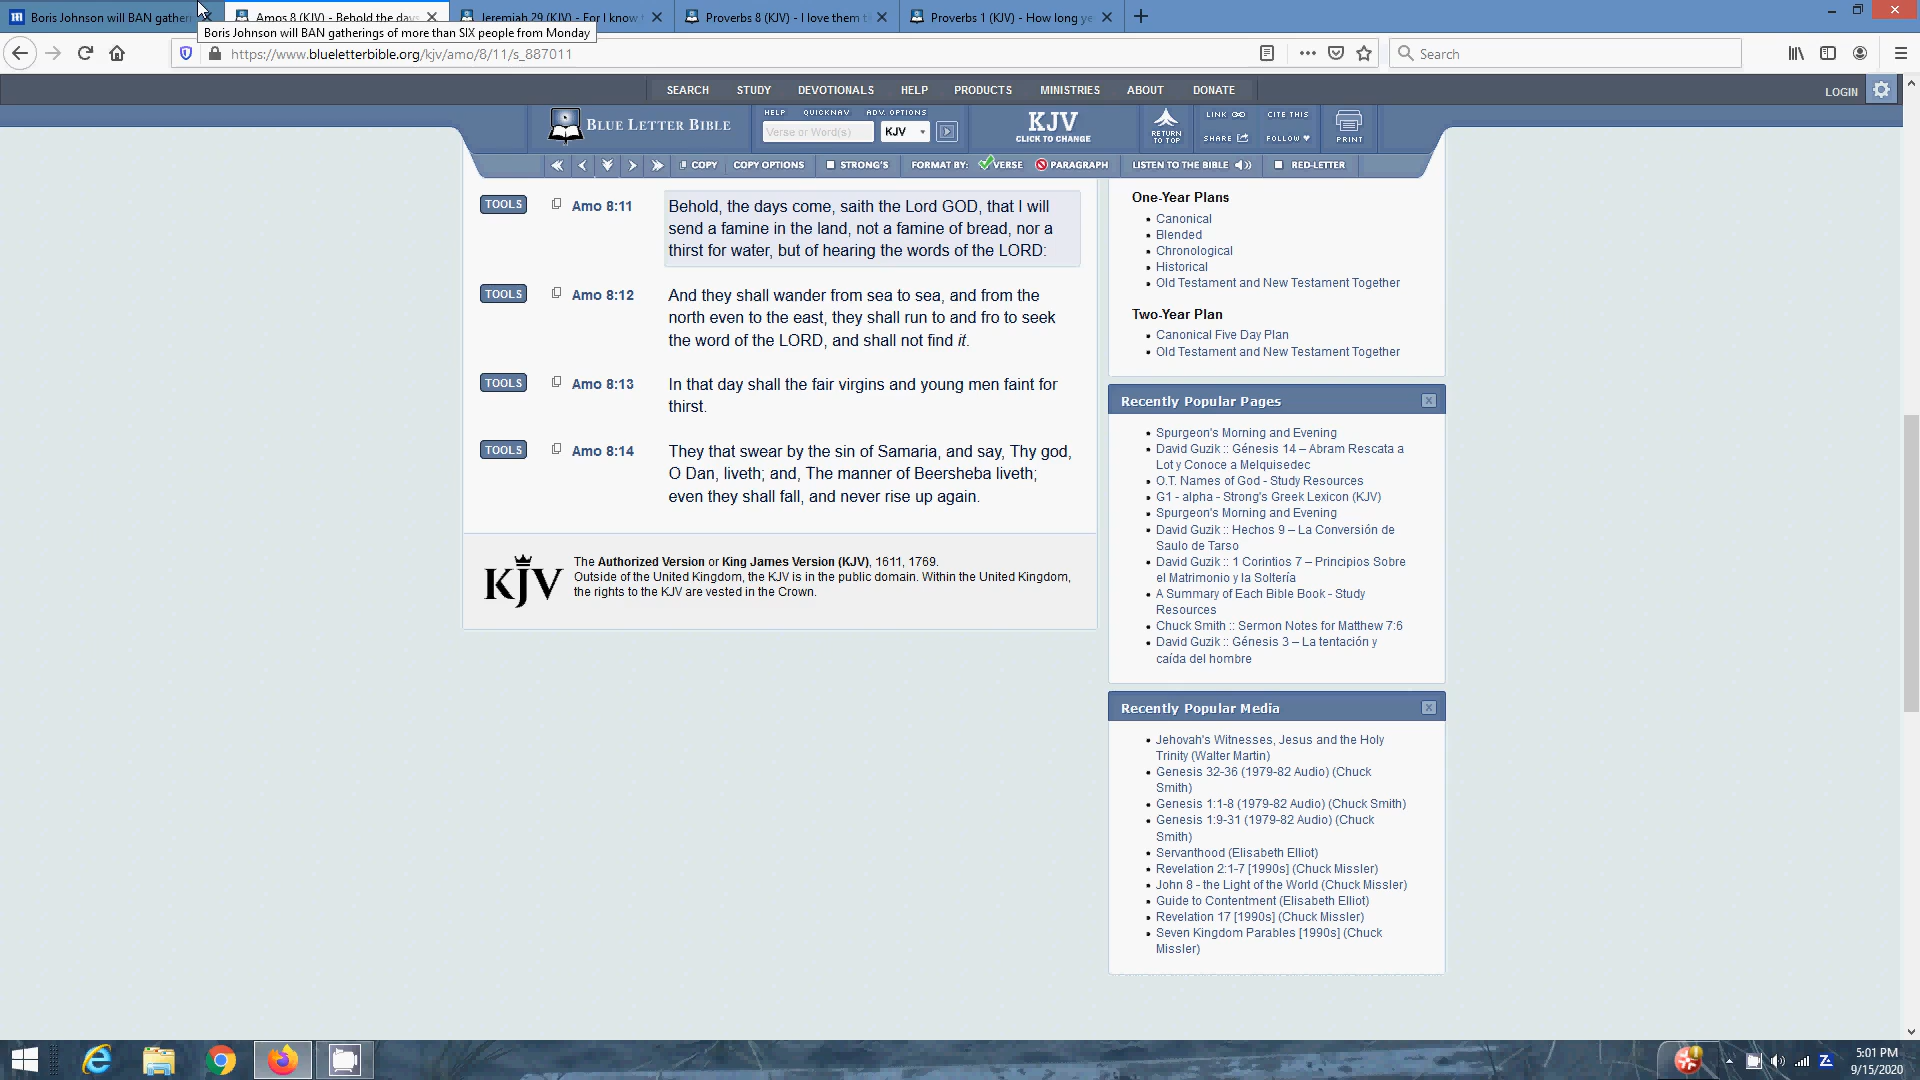 Boris Johnson will BAN gatheri
Amos 8 (KJV) - Behold the days
Jeremiah 29 (KJV) - For I know
Proverbs 8 (KJV) - I love them t
Proverbs 1 (KJV) - How long ye
Boris Johnson will BAN gatherings of more than SIX people from Monday
https://www.blueletterbible.org/kjv/amo/8/11/s_887011
Search
SEARCH STUDY DEVOTIONALS HELP PRODUCTS MINISTRIES ABOUT DONATE
LOGIN
BLUE LETTER BIBLE
HELP QUICKNAV ADV. OPTIONS
Verse or Word(s)
KJV
KJV
CLICK TO CHANGE
RETURN
TO TOP
LINK
CITE THIS
SHARE
FOLLOW
PRINT
COPY COPY OPTIONS STRONG'S FORMAT BY: VERSE PARAGRAPH LISTEN TO THE BIBLE RED-LETTER
TOOLS
Amo 8:11
Behold, the days come, saith the Lord GOD, that I will
send a famine in the land, not a famine of bread, nor a
thirst for water, but of hearing the words of the LORD:
TOOLS
Amo 8:12
And they shall wander from sea to sea, and from the
north even to the east, they shall run to and fro to seek
the word of the LORD, and shall not find it.
TOOLS
Amo 8:13
In that day shall the fair virgins and young men faint for
thirst.
TOOLS
Amo 8:14
They that swear by the sin of Samaria, and say, Thy god,
O Dan, liveth; and, The manner of Beersheba liveth;
even they shall fall, and never rise up again.
KJV
The Authorized Version or King James Version (KJV), 1611, 1769.
Outside of the United Kingdom, the KJV is in the public domain. Within the United Kingdom,
the rights to the KJV are vested in the Crown.
One-Year Plans
Canonical
Blended
Chronological
Historical
Old Testament and New Testament Together
Two-Year Plan
Canonical Five Day Plan
Old Testament and New Testament Together
Recently Popular Pages
Spurgeon's Morning and Evening
David Guzik :: Génesis 14 – Abram Rescata a
Lot y Conoce a Melquisedec
O.T. Names of God - Study Resources
G1 - alpha - Strong's Greek Lexicon (KJV)
Spurgeon's Morning and Evening
David Guzik :: Hechos 9 – La Conversión de
Saulo de Tarso
David Guzik :: 1 Corintios 7 – Principios Sobre
el Matrimonio y la Soltería
A Summary of Each Bible Book - Study
Resources
Chuck Smith :: Sermon Notes for Matthew 7:6
David Guzik :: Génesis 3 – La tentación y
caída del hombre
Recently Popular Media
Jehovah's Witnesses, Jesus and the Holy
Trinity (Walter Martin)
Genesis 32-36 (1979-82 Audio) (Chuck
Smith)
Genesis 1:1-8 (1979-82 Audio) (Chuck Smith)
Genesis 1:9-31 (1979-82 Audio) (Chuck
Smith)
Servanthood (Elisabeth Elliot)
Revelation 2:1-7 [1990s] (Chuck Missler)
John 8 - the Light of the World (Chuck Missler)
Guide to Contentment (Elisabeth Elliot)
Revelation 17 [1990s] (Chuck Missler)
Seven Kingdom Parables [1990s] (Chuck
Missler)
5:01 PM
9/15/2020